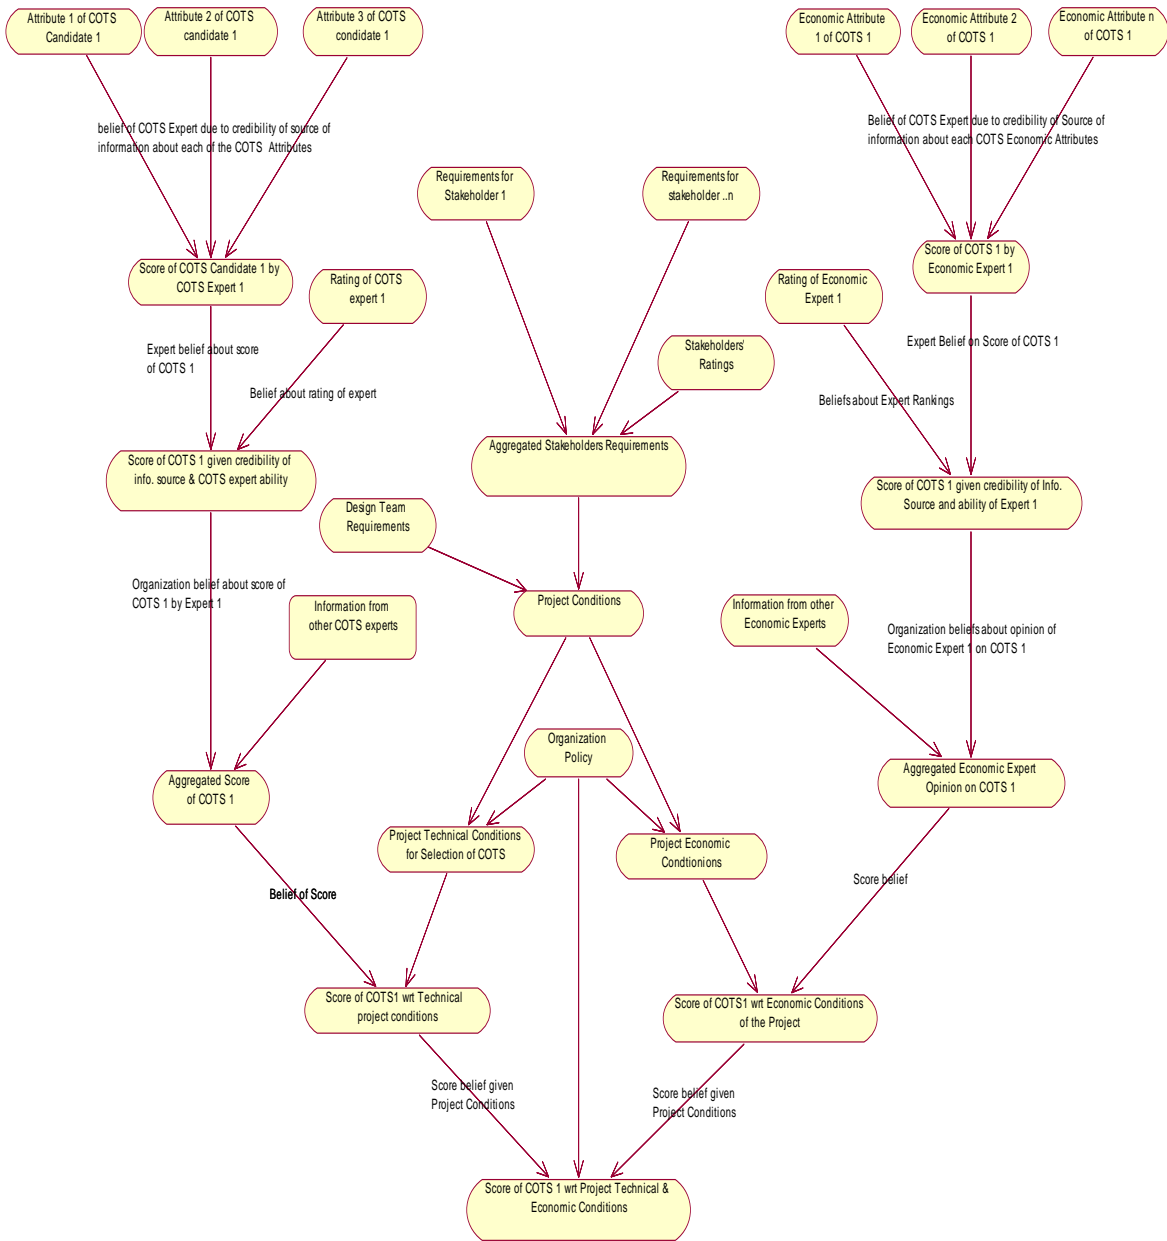 Attribute 1 of COTS
Candidate 1
Attribute 2 of COTS
candidate 1
Attribute 3 of COTS
condidate 1
Economic Attribute
1 of COTS 1
Economic Attribute 2
of COTS 1
Economic Attribute n
of COTS 1
belief of COTS Expert due to credibility of source of
information about each of the COTS Attributes
Belief of COTS Expert due to credibility of Source of
information about each COTS Economic Attributes
Requirements for
Stakeholder 1
Requirements for
stakeholder ..n
Score of COTS Candidate 1 by
COTS Expert 1
Rating of COTS
expert 1
Rating of Economic
Expert 1
Score of COTS 1 by
Economic Expert 1
Expert belief about score
of COTS 1
Stakeholders'
Ratings
Expert Belief on Score of COTS 1
Belief about rating of expert
Beliefs about Expert Rankings
Score of COTS 1 given credibility of
info. source & COTS expert ability
Aggregated Stakeholders Requirements
Score of COTS 1 given credibility of Info.
Source and ability of Expert 1
Design Team
Requirements
Organization belief about score of
COTS 1 by Expert 1
Information from
other COTS experts
Project Conditions
Information from other
Economic Experts
Organization beliefs about opinion of
Economic Expert 1 on COTS 1
Organization
Policy
Aggregated Score
of COTS 1
Aggregated Economic Expert
Opinion on COTS 1
Project Technical Conditions
for Selection of COTS
Project Economic
Condtionions
Belief of Score
Score belief
Score of COTS1 wrt Technical
project conditions
Score of COTS1 wrt Economic Conditions
of the Project
Score belief given
Project Conditions
Score belief given
Project Conditions
Score of COTS 1 wrt Project Technical &
Economic Conditions